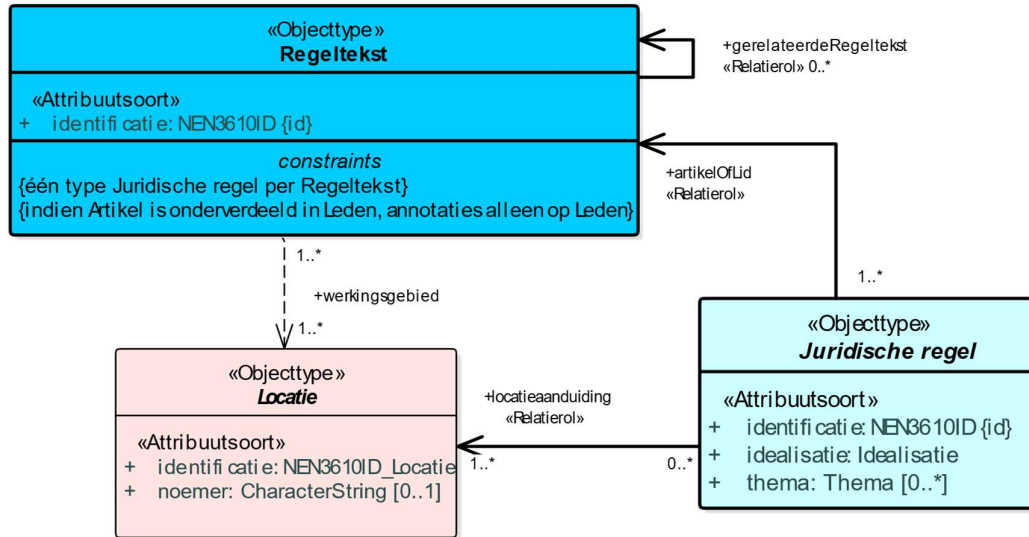 «Objecttype»
Regeltekst
«Attribuutsoort»
+ identificatie: NEN3610ID {id}
constraints
{één type Juridische regel per Regeltekst}
{indien Artikel is onderverdeeld in Leden, annotaties alleen op Leden}
+gerelateerdeRegeltekst
«Relatierol» 0..*
+artikelOfLid
«Relatierol»
1..*
1..*
+werkingsgebied
1..*
«Objecttype»
Locatie
«Attribuutsoort»
+ identificatie: NEN3610ID_Locatie
+ noemer: CharacterString [0..1]
+locatieaanduiding
«Relatierol»
1..*
0..*
«Objecttype»
Juridische regel
«Attribuutsoort»
+ identificatie: NEN3610ID {id}
+ idealisatie: Idealisatie
+ thema: Thema [0..*]